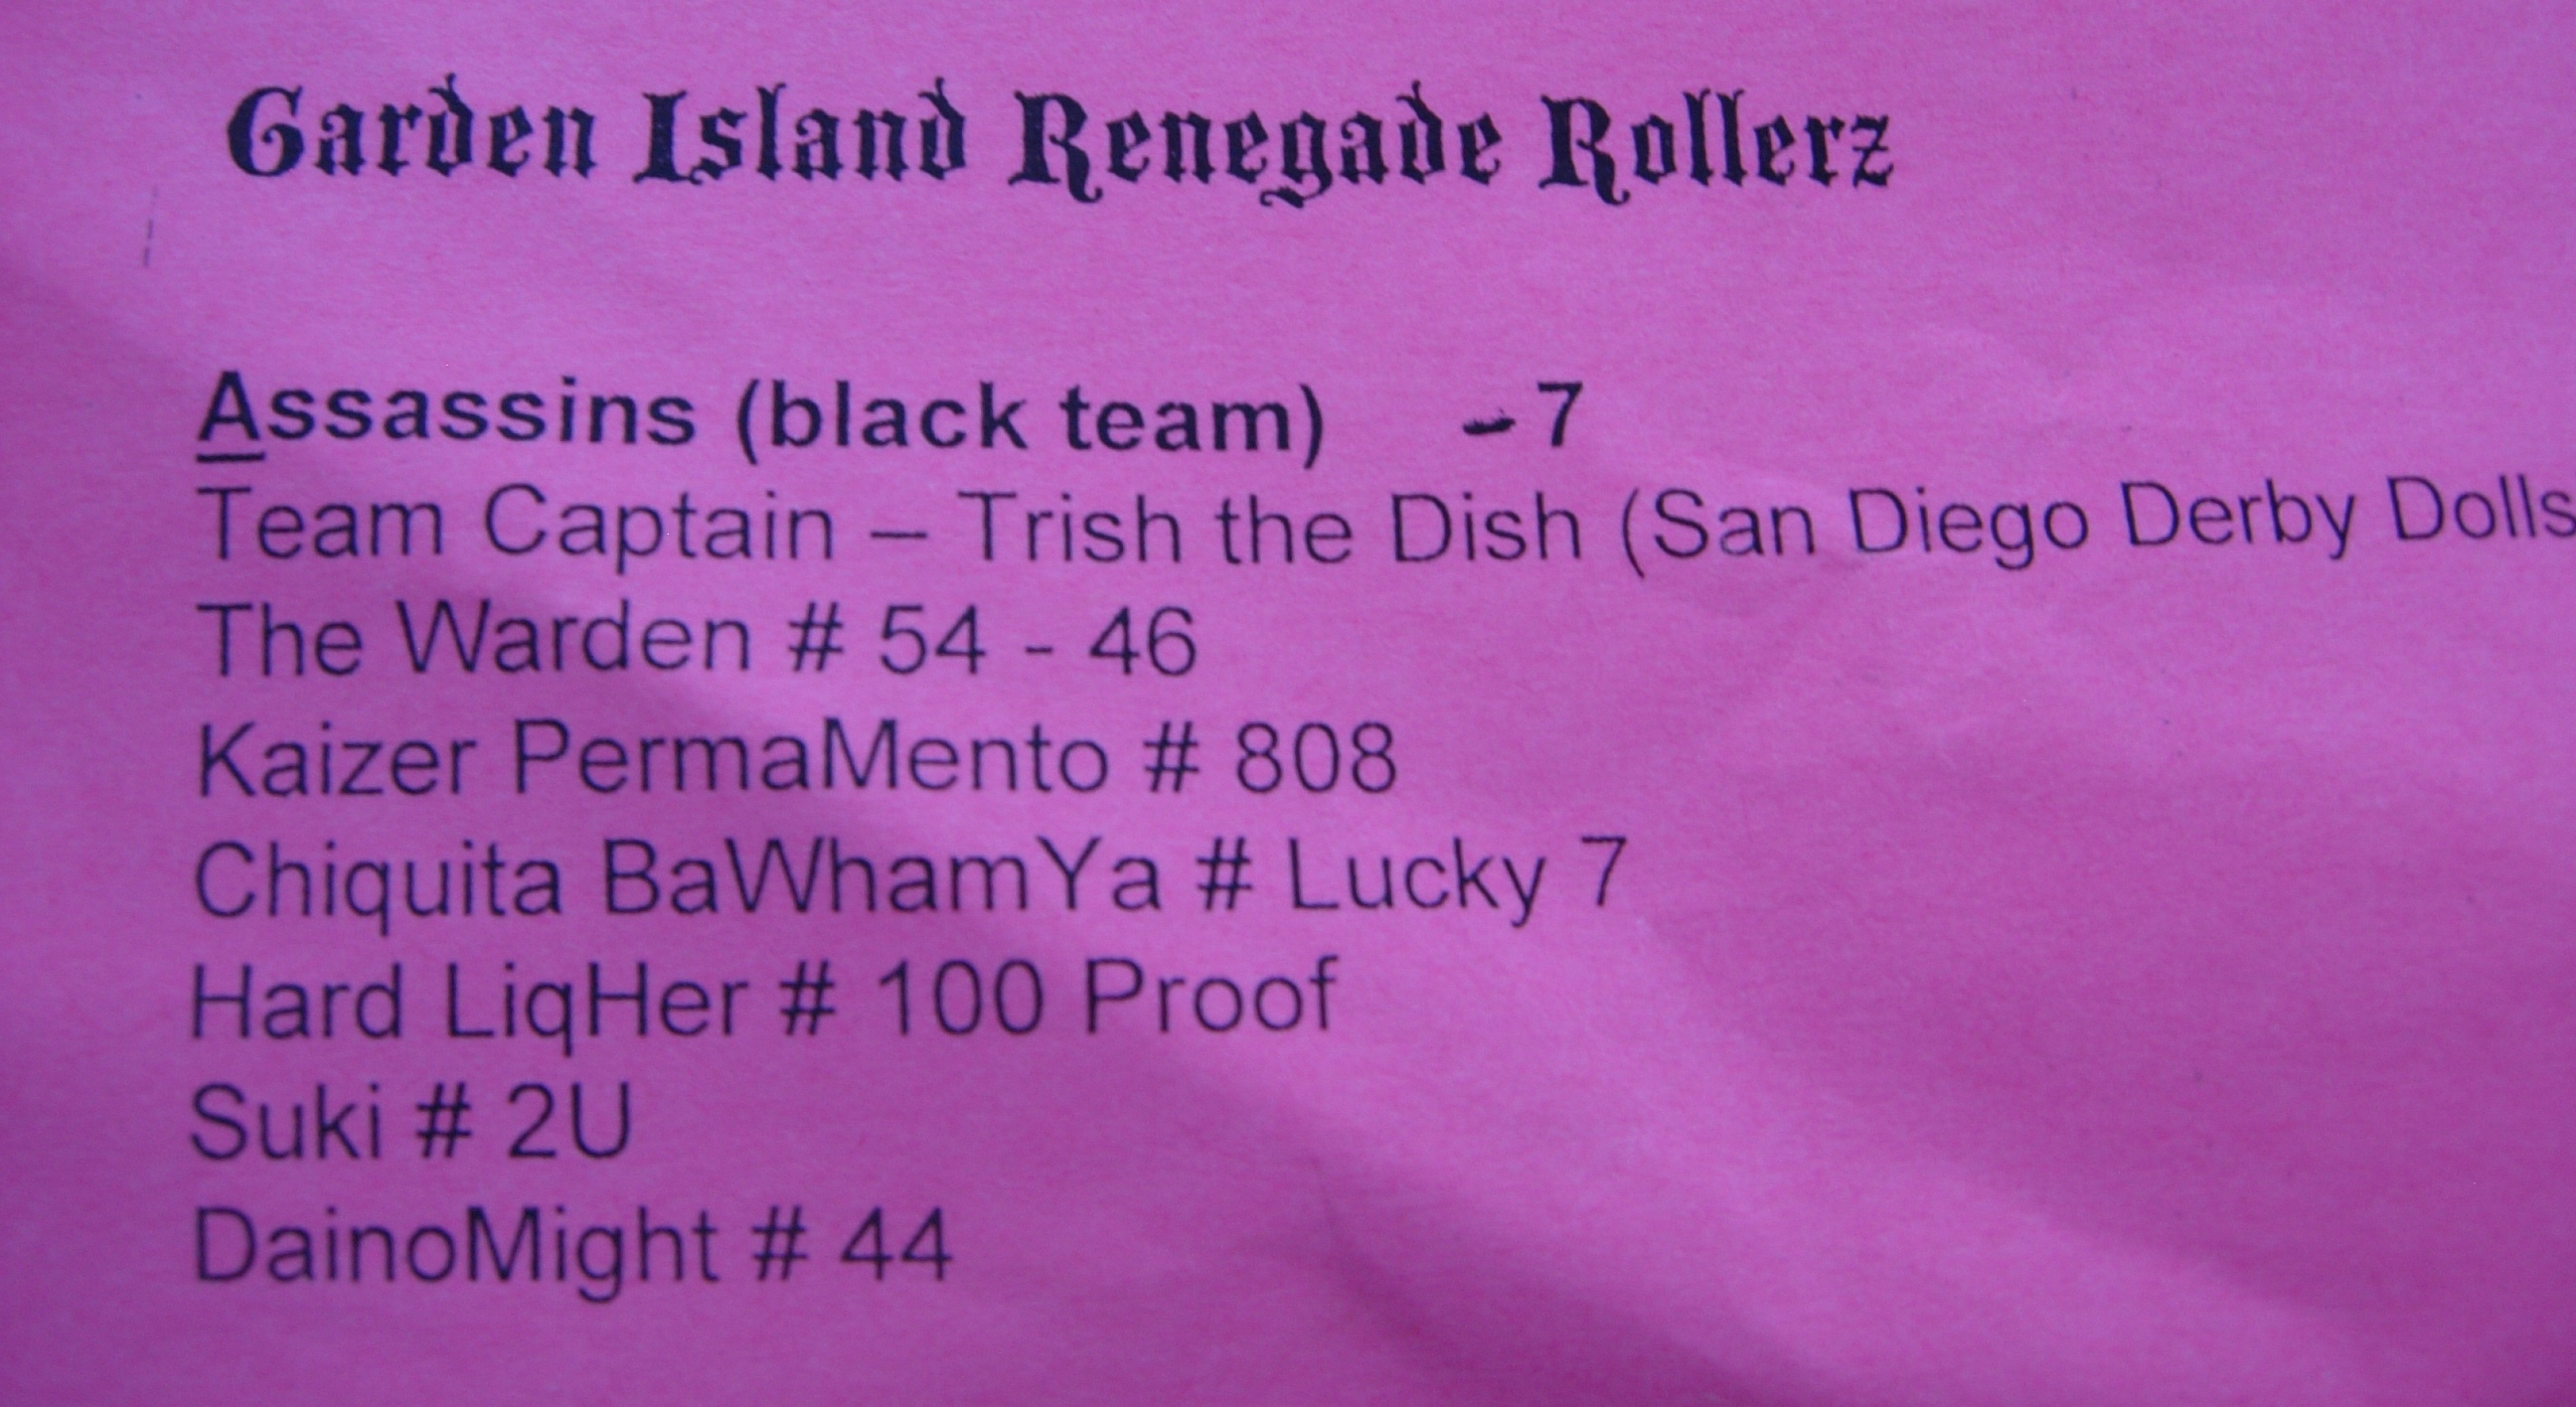 Garden Island Renegade Rollerz
Assassins (black team) - 7
Team Captain – Trish the Dish (San Diego Derby Dolls
The Warden # 54 - 46
Kaizer PermaMento # 808
Chiquita BaWhamYa # Lucky 7
Hard LiqHer # 100 Proof
Suki # 2U
DainoMight # 44